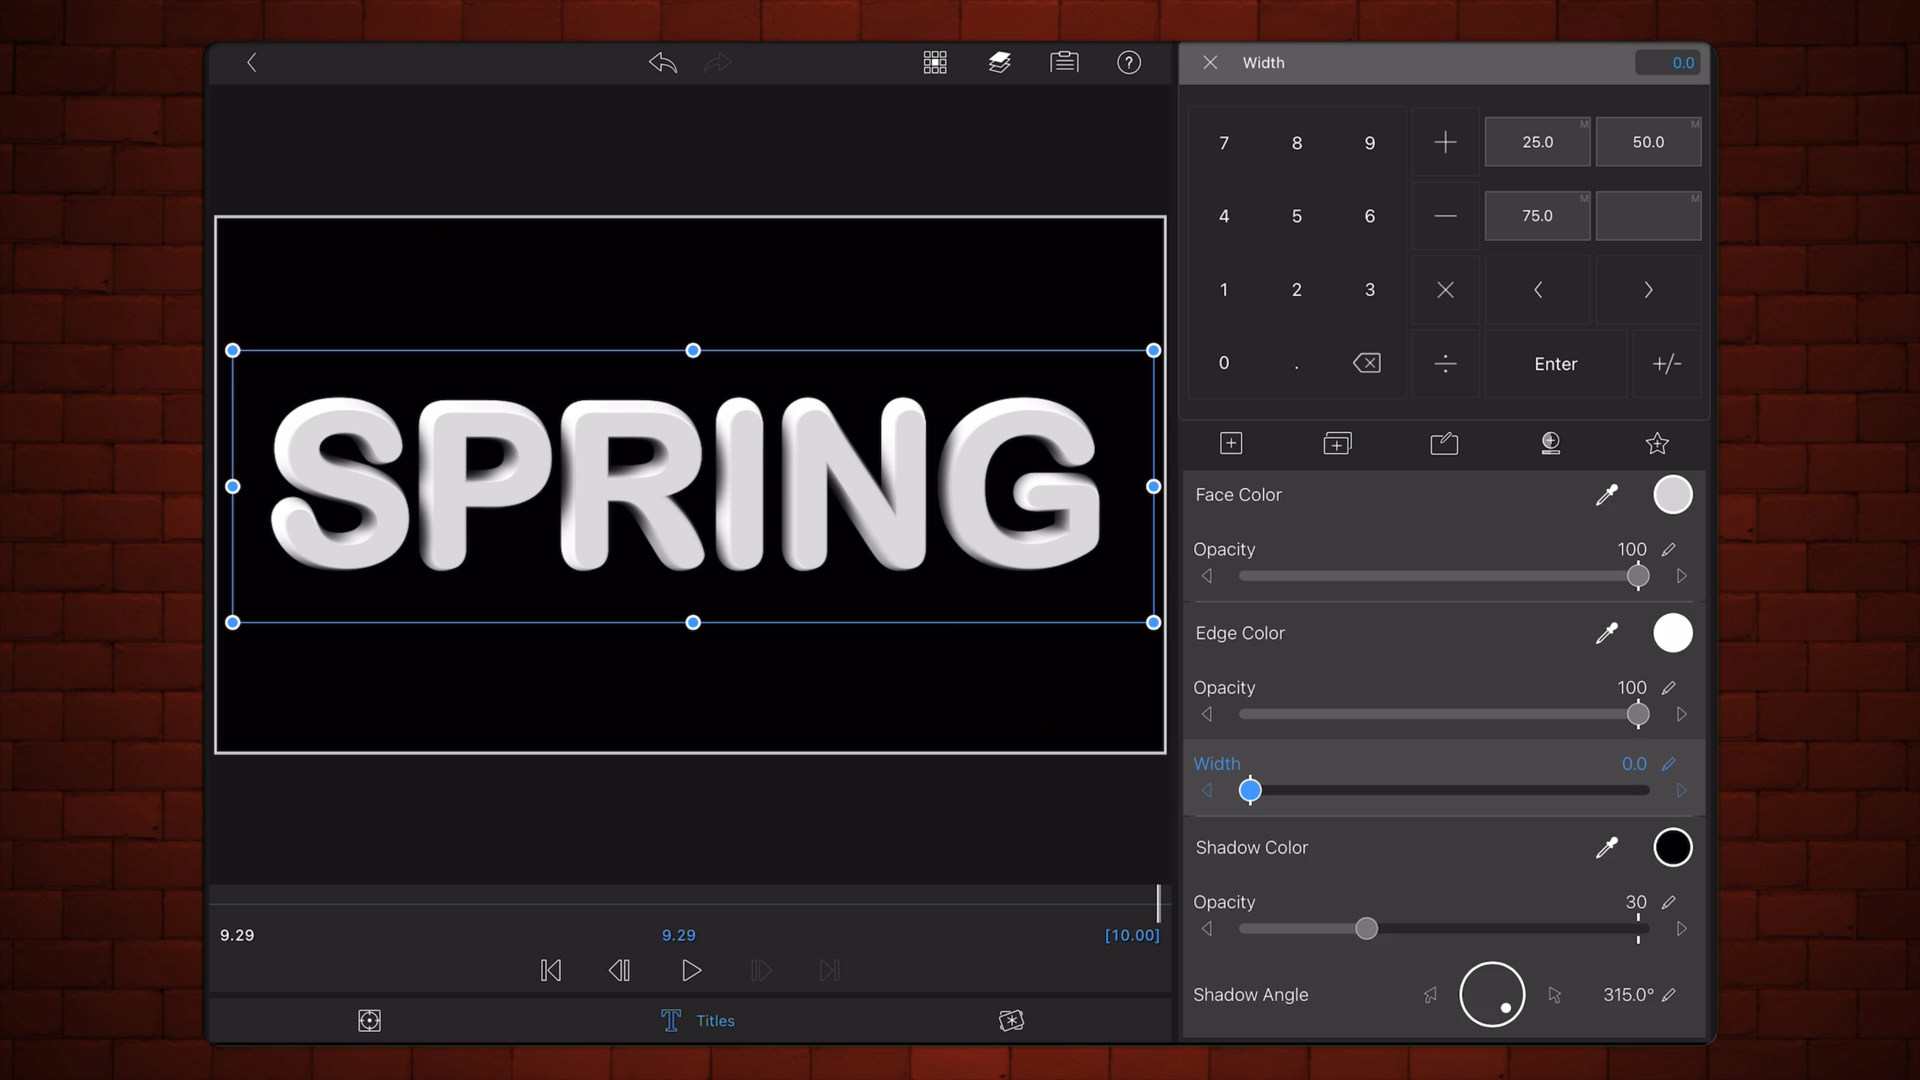 Width 0.0
7 8 9 + 25.0 M 50.0 M
4 5 6 — 75.0 M M
1 2 3 ×
0 . ÷ Enter +/-
SPRING
Face Color
Opacity 100
Edge Color
Opacity 100
Width 0.0
Shadow Color
Opacity 30
Shadow Angle 315.0°
9.29 9.29 [10.00]
T Titles